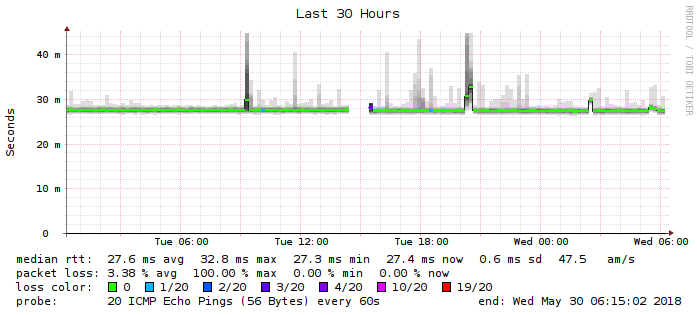 Last 30 Hours
RRDTOOL / TOBI OETIKER
Seconds
40 m
30 m
20 m
10 m
0
Tue 06:00 Tue 12:00 Tue 18:00 Wed 00:00 Wed 06:00
median rtt: 27.6 ms avg 32.8 ms max 27.3 ms min 27.4 ms now 0.6 ms sd 47.5 am/s
packet loss: 3.38 % avg 100.00 % max 0.00 % min 0.00 % now
loss color: 0 1/20 2/20 3/20 4/20 10/20 19/20
probe: 20 ICMP Echo Pings (56 Bytes) every 60s end: Wed May 30 06:15:02 2018